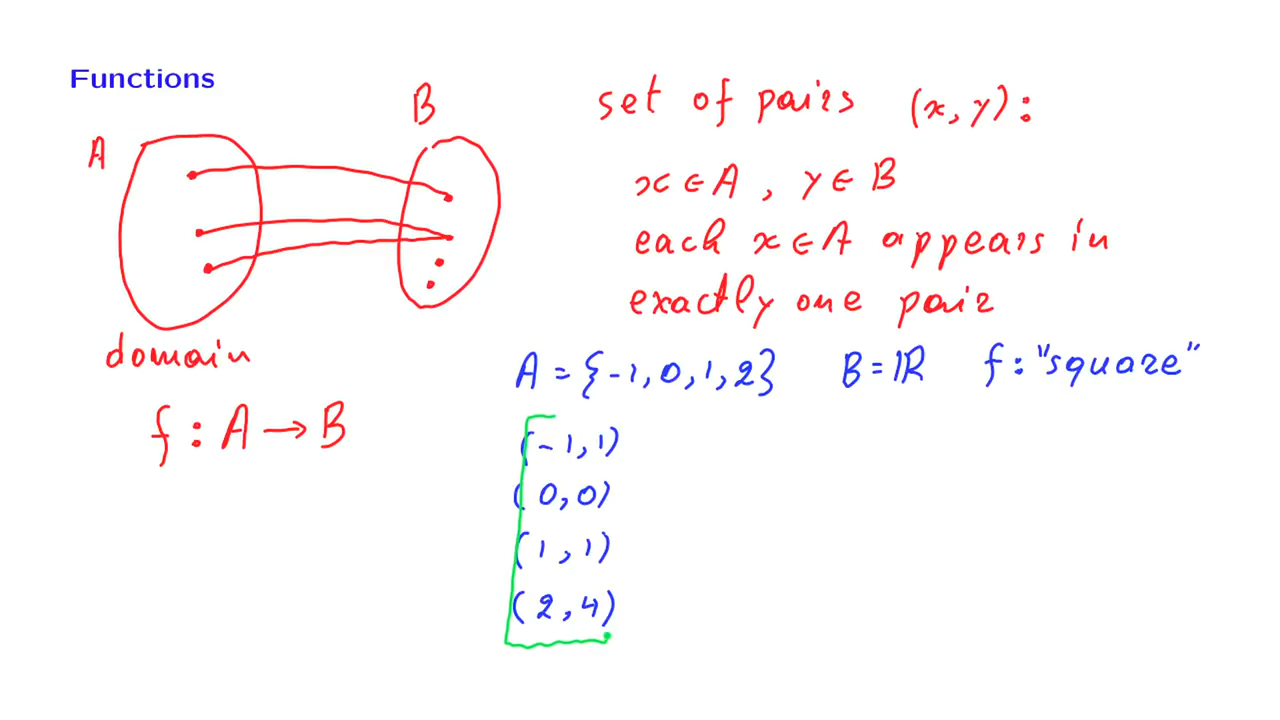 Functions
A
B
domain
f : A → B
set of pairs (x, y) :
x ∈ A , y ∈ B
each x ∈ A appears in
exactly one pair
A = {-1, 0, 1, 2} B = ℝ f : "square"
(-1, 1)
(0, 0)
(1, 1)
(2, 4)